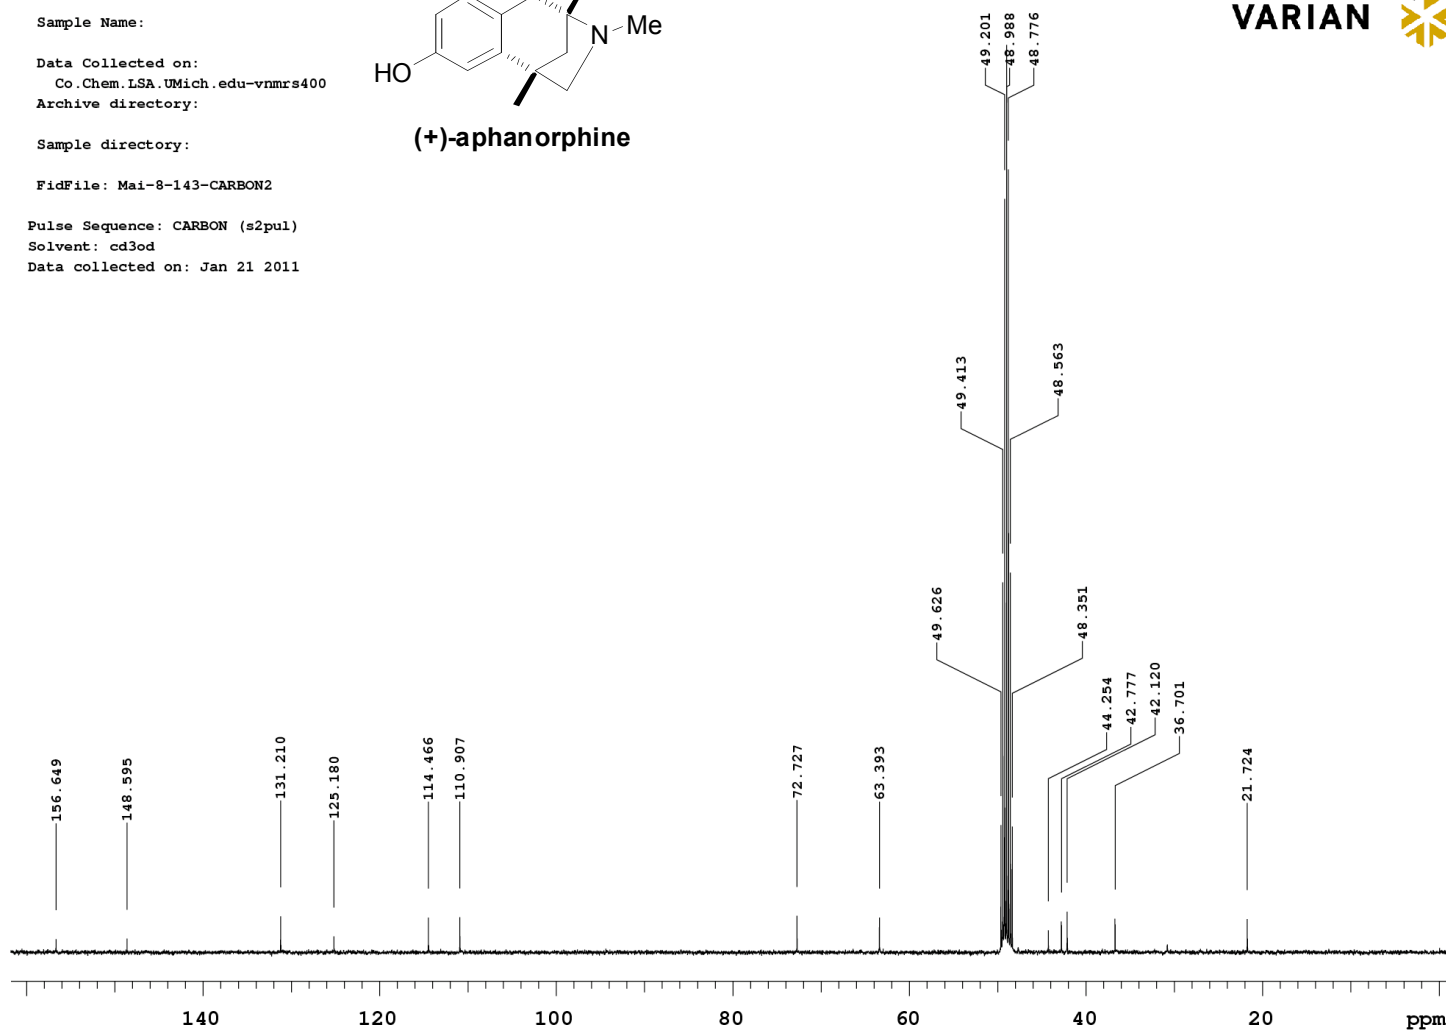 Sample Name:
Data Collected on:
Co.Chem.LSA.UMich.edu-vnmrs400
Archive directory:
Sample directory:
FidFile: Mai-8-143-CARBON2
Pulse Sequence: CARBON (s2pul)
Solvent: cd3od
Data collected on: Jan 21 2011
HO
N
Me
(+)-aphanorphine
VARIAN
156.649
148.595
131.210
125.180
114.466
110.907
72.727
63.393
49.626
49.413
49.201
48.988
48.776
48.563
48.351
44.254
42.777
42.120
36.701
21.724
140 120 100 80 60 40 20 ppm